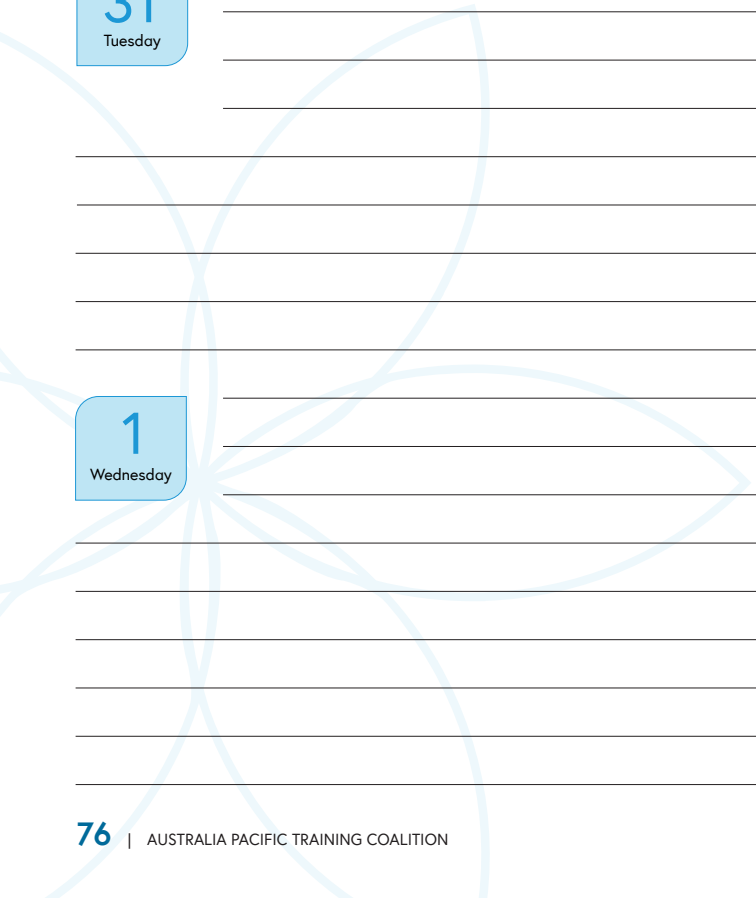 31
Tuesday
1
Wednesday
76 | AUSTRALIA PACIFIC TRAINING COALITION